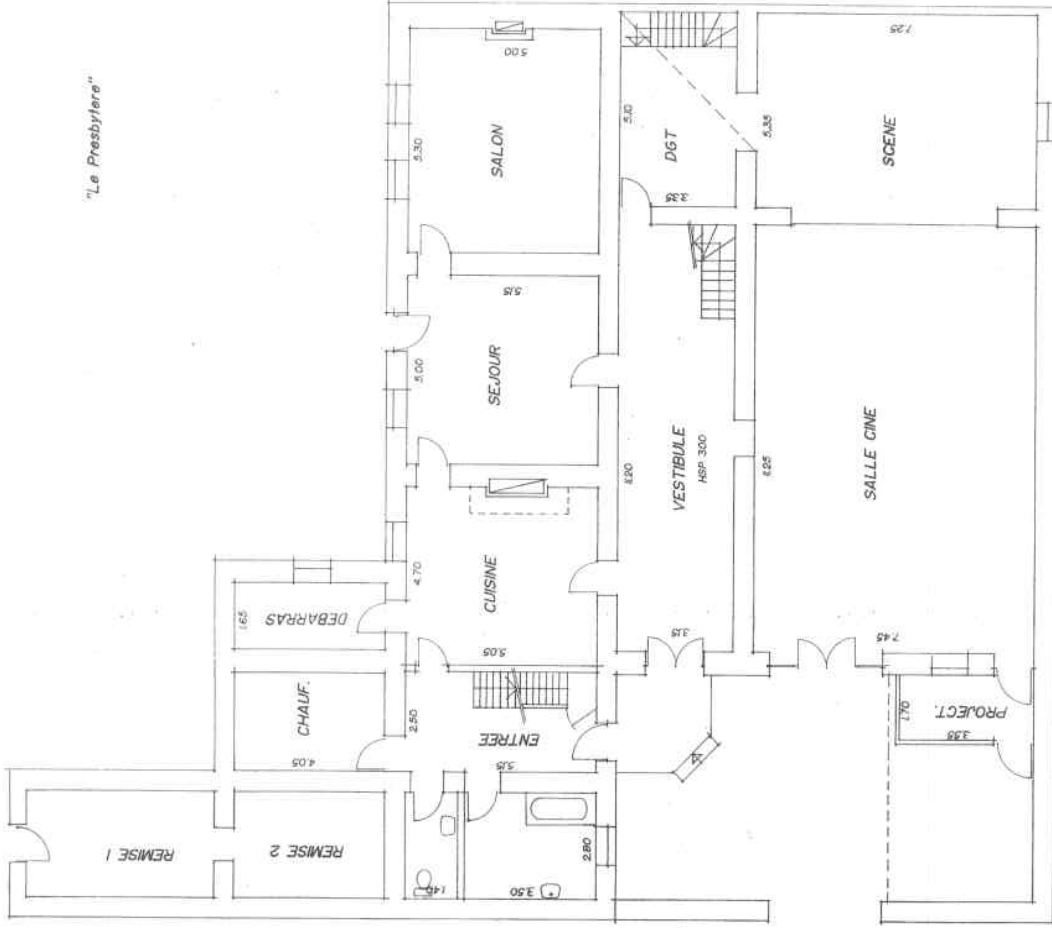 "Le Presbytere"
5.00
7.25
5.30
SALON
5.10
DGT
5.35
SCENE
5.15
5.00
SEJOUR
VESTIBULE
HSP 300
11.20
11.25
SALLE CINE
4.70
CUISINE
5.05
3.15
7.45
1.65
DEBARRAS
CHAUF.
4.05
2.50
ENTREE
5.15
1.70
PROJECT.
3.55
REMISE 1
REMISE 2
1.40
3.50
2.80